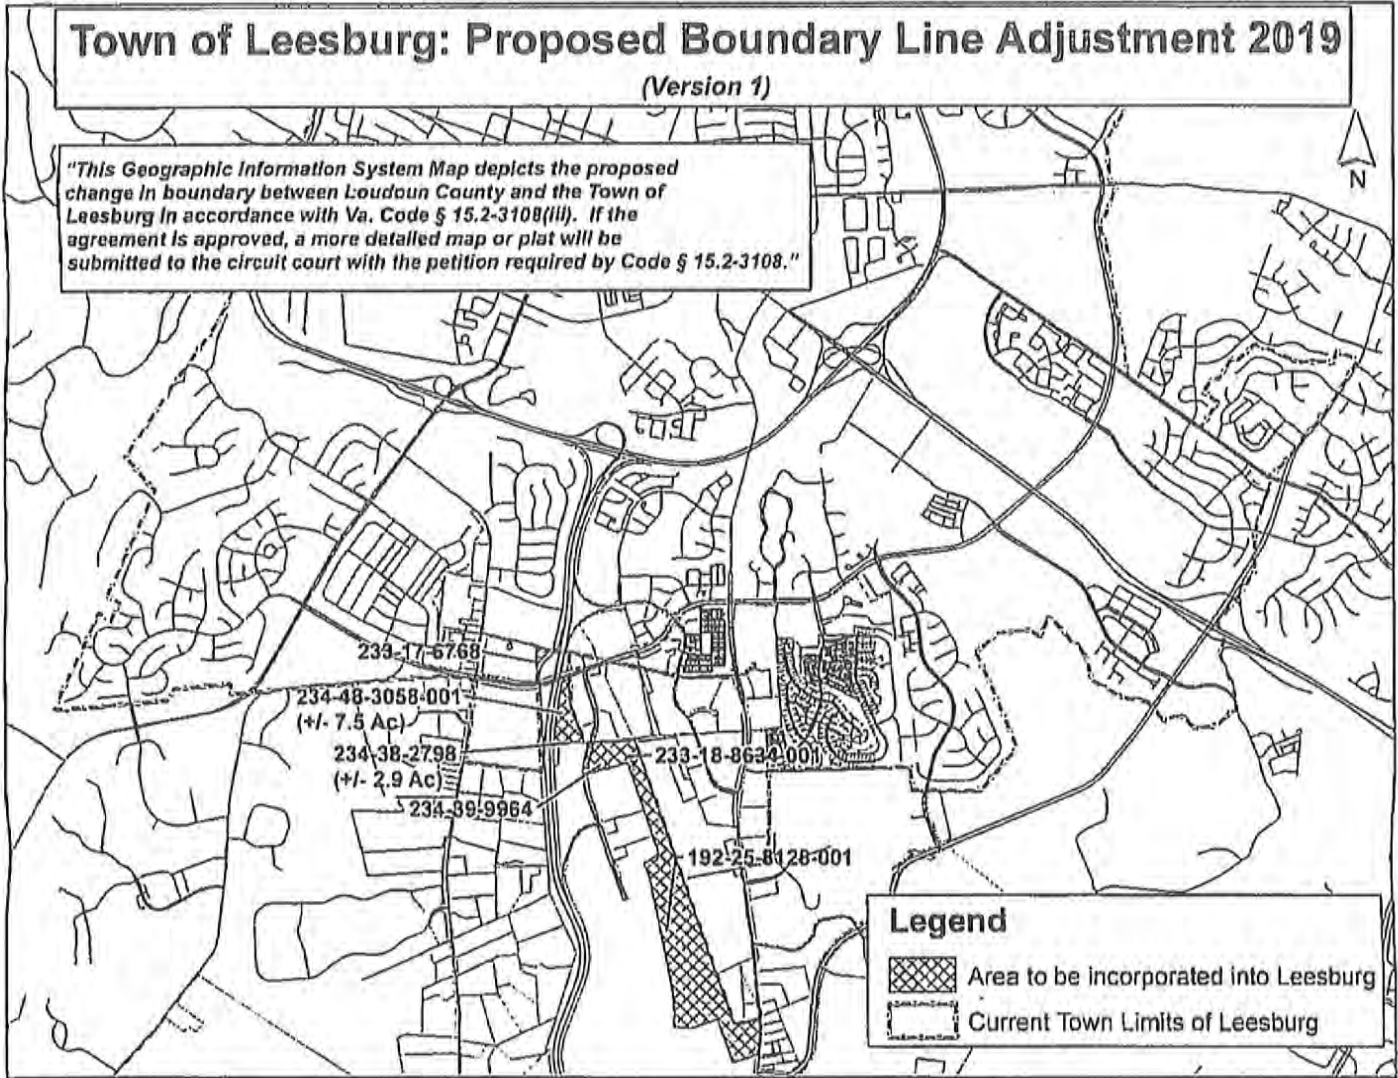 Town of Leesburg: Proposed Boundary Line Adjustment 2019
(Version 1)
"This Geographic Information System Map depicts the proposed
change in boundary between Loudoun County and the Town of
Leesburg in accordance with Va. Code § 15.2-3108(iii). If the
agreement is approved, a more detailed map or plat will be
submitted to the circuit court with the petition required by Code § 15.2-3108."
N
233-17-6768
234-48-3058-001
(+/- 7.5 Ac)
234-38-2798
(+/- 2.9 Ac)
233-18-8634-001
234-39-9964
192-25-8128-001
Legend
Area to be incorporated into Leesburg
Current Town Limits of Leesburg